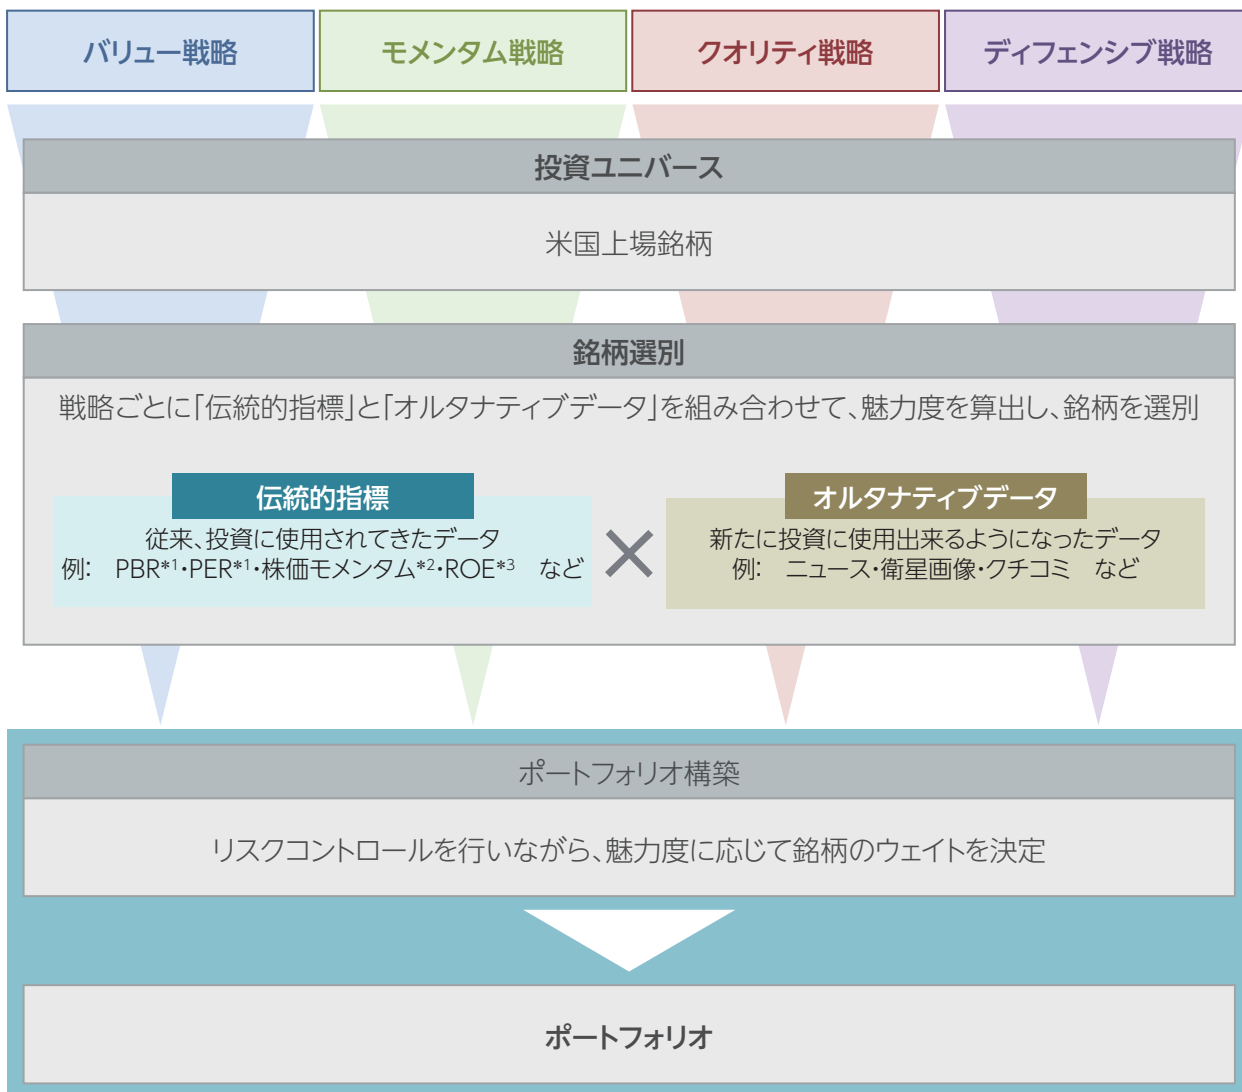 バリュー戦略
モメンタム戦略
クオリティ戦略
ディフェンシブ戦略
投資ユニバース
米国上場銘柄
銘柄選別
戦略ごとに「伝統的指標」と「オルタナティブデータ」を組み合わせて、魅力度を算出し、銘柄を選別
伝統的指標
従来、投資に使用されてきたデータ
例： PBR*1・PER*1・株価モメンタム*2・ROE*3 など
×
オルタナティブデータ
新たに投資に使用出来るようになったデータ
例： ニュース・衛星画像・クチコミ など
ポートフォリオ構築
リスクコントロールを行いながら、魅力度に応じて銘柄のウェイトを決定
ポートフォリオ